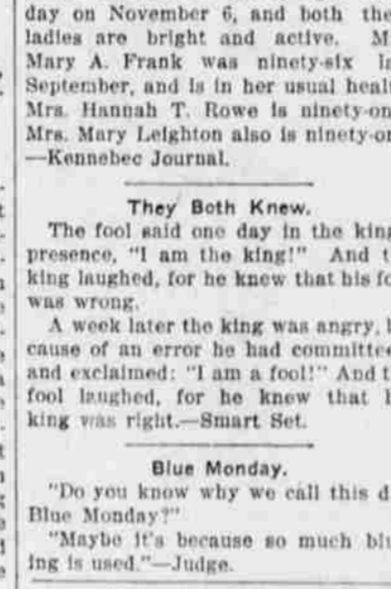 day on November 6, and both the
ladies are bright and active. M
Mary A. Frank was ninety-six la
September, and is in her usual healt
Mrs. Hannah T. Rowe is ninety-on
Mrs. Mary Leighton also is ninety-on
—Kennebec Journal.
They Both Knew.
The fool said one day in the king
presence, "I am the king!" And t
king laughed, for he knew that his fo
was wrong.
A week later the king was angry, b
cause of an error he had committe
and exclaimed: "I am a fool!" And t
fool laughed, for he knew that h
king was right.—Smart Set.
Blue Monday.
"Do you know why we call this d
Blue Monday?"
"Maybe it's because so much blu
ing is used."—Judge.